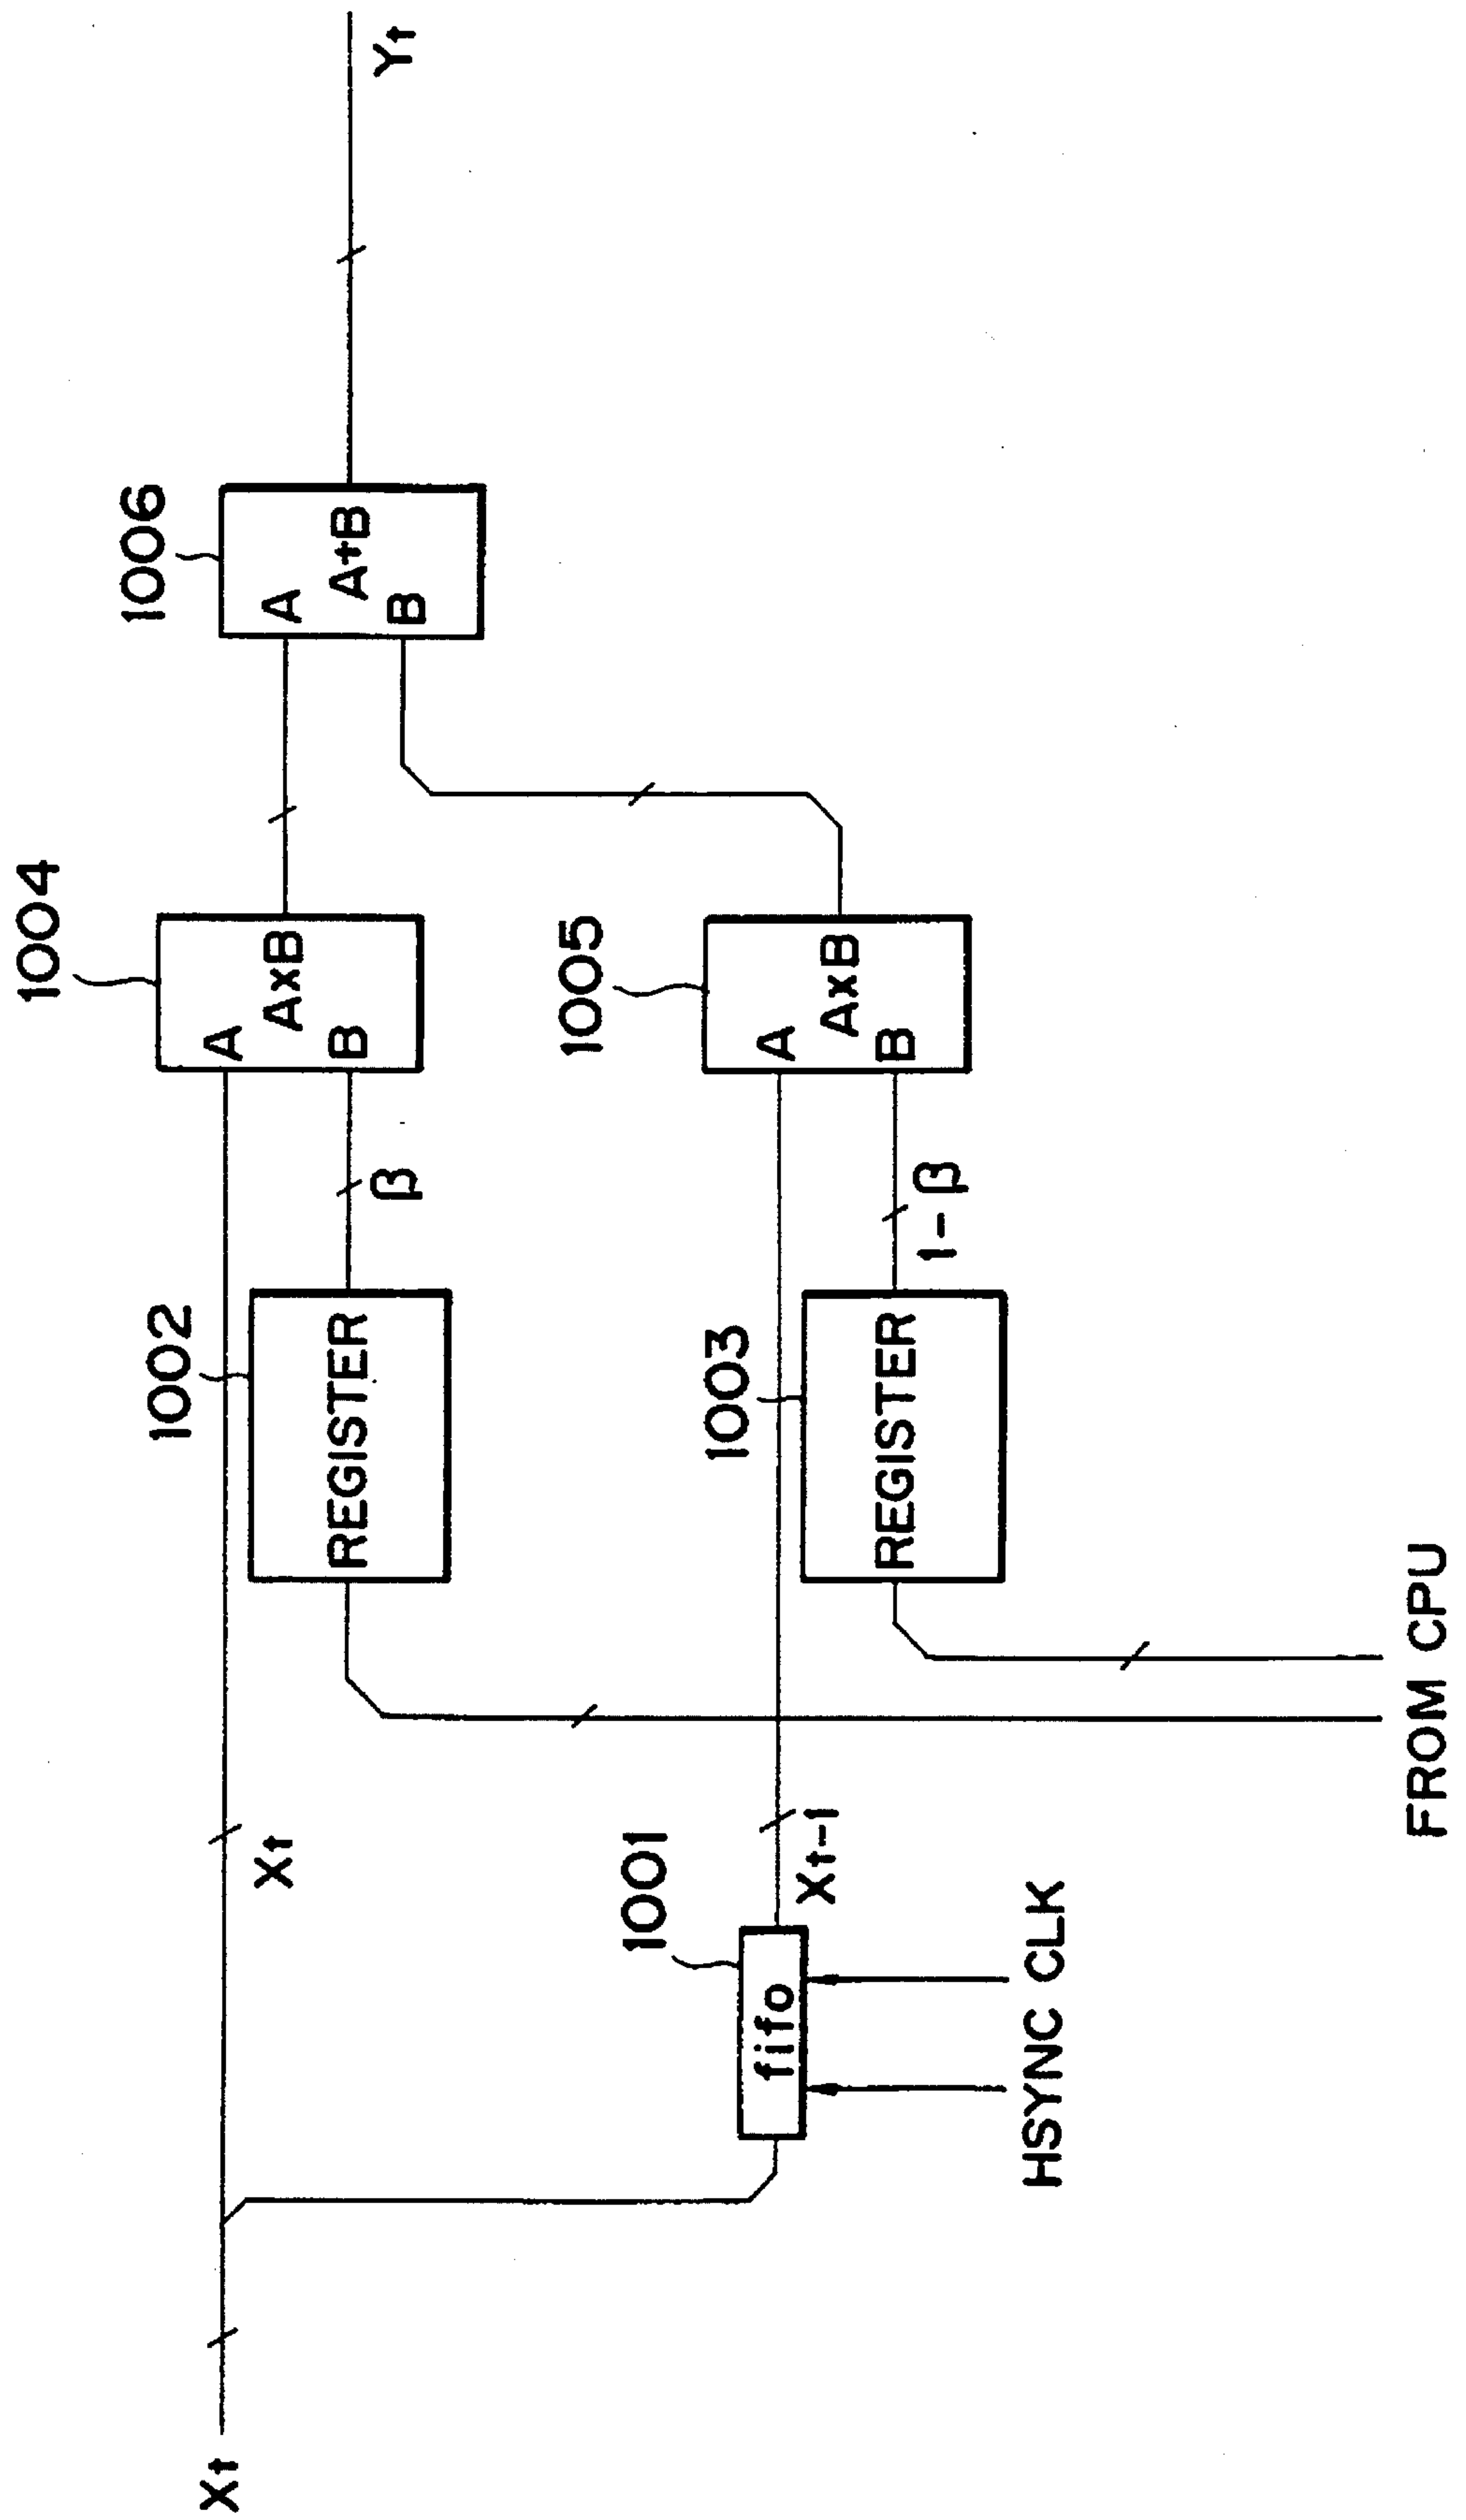 Xt
Xt
1004
A
AxB
B
1006
A
A+B
B
Yt
1002
REGISTER
β
1005
A
AxB
B
1003
REGISTER
1-β
1001
fifo
Xt-1
HSYNC CLK
FROM CPU